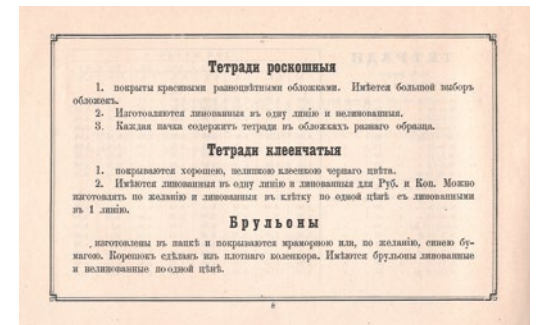 Тетради роскошныя
1. покрыты красивыми разноцвѣтными обложками. Имѣется большой выборъ
обложекъ.
2. Изготовляются линованныя въ одну линію и нелинованныя.
3. Каждая пачка содержитъ тетради въ обложкахъ разнаго образца.
Тетради клеенчатыя
1. покрываются хорошею, нелипкою клеенкою чернаго цвѣта.
2. Имѣются линованныя въ одну линію и линованныя для Руб. и Коп. Можно
изготовлять по желанію и линованныя въ клѣтку по одной цѣнѣ съ линованными
въ 1 линію.
Брульоны
изготовлены въ папкѣ и покрываются мраморною или, по желанію, синею бу-
магою. Корешокъ сдѣланъ изъ плотнаго коленкора. Имѣются брульоны линованные
и нелинованные по одной цѣнѣ.